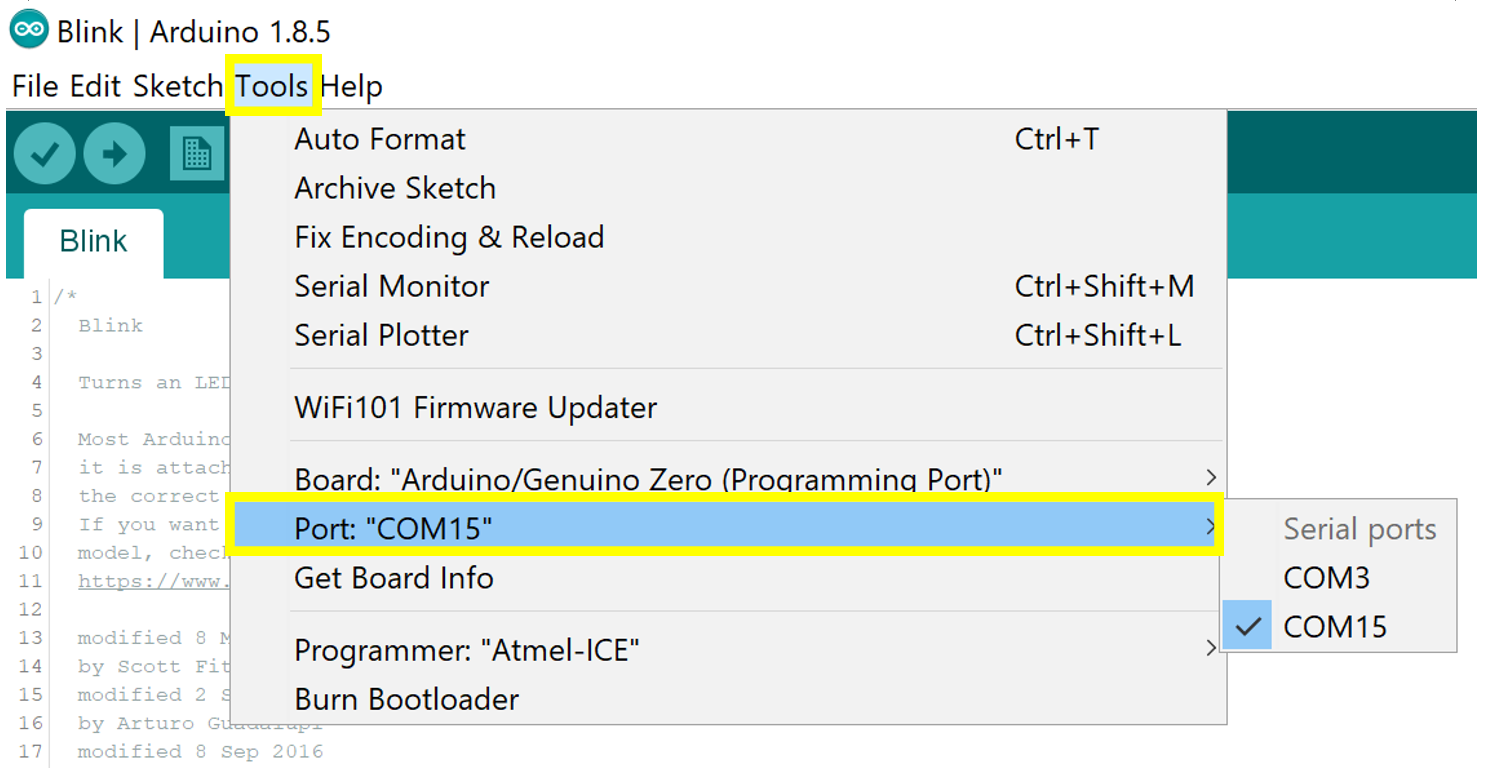 Blink | Arduino 1.8.5
File Edit Sketch Tools Help
Auto Format Ctrl+T
Archive Sketch
Fix Encoding & Reload
Serial Monitor Ctrl+Shift+M
Serial Plotter Ctrl+Shift+L
WiFi101 Firmware Updater
Board: "Arduino/Genuino Zero (Programming Port)"
Port: "COM15"
Get Board Info
Programmer: "Atmel-ICE"
Burn Bootloader
Serial ports
COM3
COM15
Blink
1 /*
2 Blink
3
4 Turns an LED
5
6 Most Arduino
7 it is attach
8 the correct
9 If you want
10 model, check
11 https://www.
12
13 modified 8 M
14 by Scott Fit
15 modified 2 S
16 by Arturo Guadalupi
17 modified 8 Sep 2016